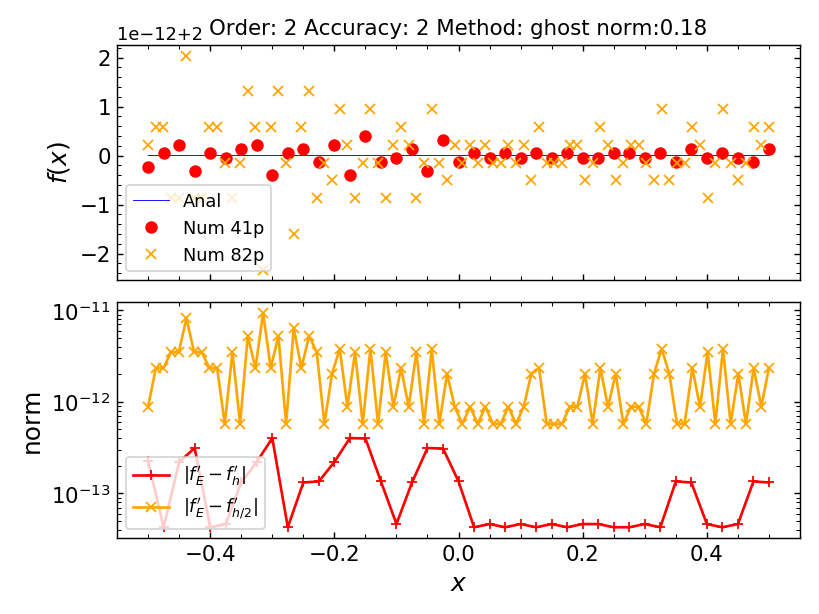 Order: 2 Accuracy: 2 Method: ghost norm:0.18
1e−12+2
2
1
0
−1
−2
f(x)
Anal
Num 41p
Num 82p
10⁻¹¹
10⁻¹²
10⁻¹³
norm
|f′_E − f′_h|
|f′_E − f′_{h/2}|
−0.4 −0.2 0.0 0.2 0.4
x